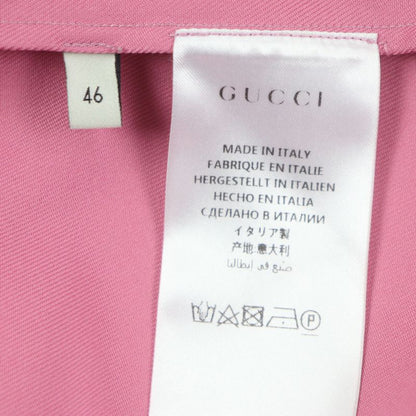 46
GUCCI
MADE IN ITALY
FABRIQUE EN ITALIE
HERGESTELLT IN ITALIEN
HECHO EN ITALIA
СДЕЛАНО В ИТАЛИИ
イタリア製
产地:意大利
صنع في ايطاليا
P